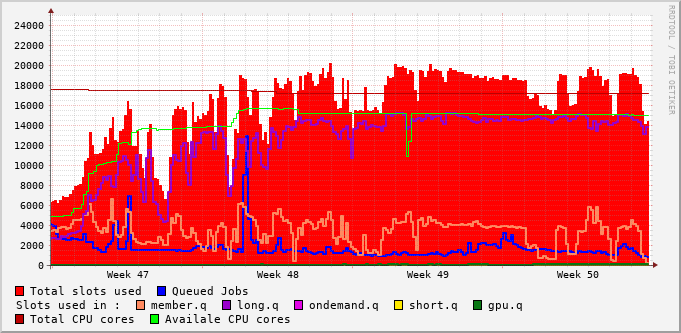 RRDTOOL / TOBI OETIKER
24000
22000
20000
18000
16000
14000
12000
10000
8000
6000
4000
2000
0
Week 47 Week 48 Week 49 Week 50
Total slots used Queued Jobs
Slots used in : member.q long.q ondemand.q short.q gpu.q
Total CPU cores Availale CPU cores